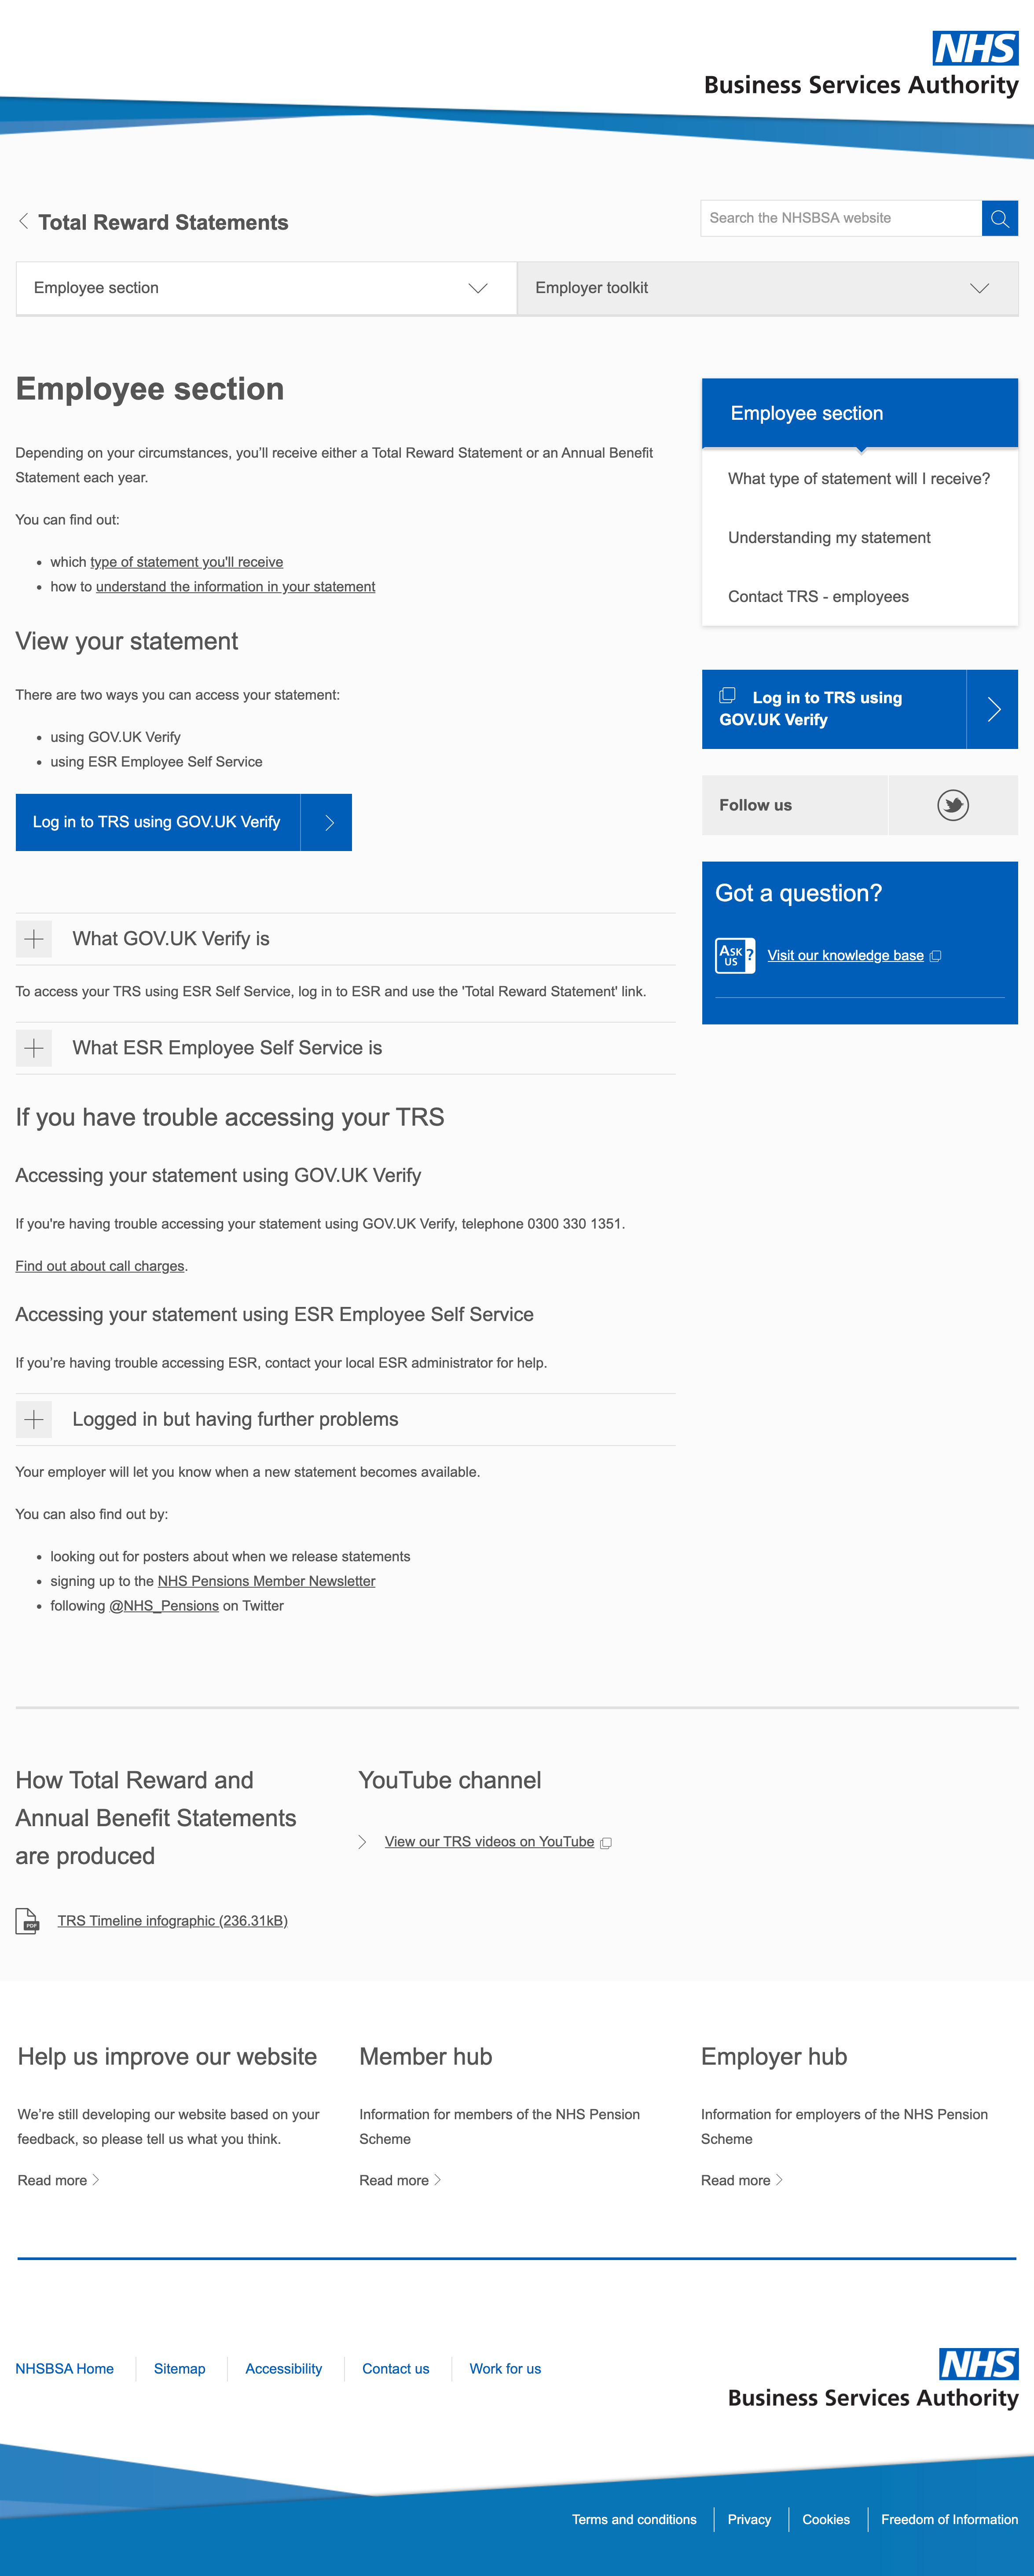 NHS
Business Services Authority
Total Reward Statements
Search the NHSBSA website
Employee section
Employer toolkit
Employee section
Depending on your circumstances, you’ll receive either a Total Reward Statement or an Annual Benefit
Statement each year.
You can find out:
which type of statement you'll receive
how to understand the information in your statement
View your statement
There are two ways you can access your statement:
using GOV.UK Verify
using ESR Employee Self Service
Log in to TRS using GOV.UK Verify
What GOV.UK Verify is
To access your TRS using ESR Self Service, log in to ESR and use the 'Total Reward Statement' link.
What ESR Employee Self Service is
If you have trouble accessing your TRS
Accessing your statement using GOV.UK Verify
If you're having trouble accessing your statement using GOV.UK Verify, telephone 0300 330 1351.
Find out about call charges.
Accessing your statement using ESR Employee Self Service
If you’re having trouble accessing ESR, contact your local ESR administrator for help.
Logged in but having further problems
Your employer will let you know when a new statement becomes available.
You can also find out by:
looking out for posters about when we release statements
signing up to the NHS Pensions Member Newsletter
following @NHS_Pensions on Twitter
Employee section
What type of statement will I receive?
Understanding my statement
Contact TRS - employees
Log in to TRS using
GOV.UK Verify
Follow us
Got a question?
ASK
US
?
Visit our knowledge base
How Total Reward and
Annual Benefit Statements
are produced
PDF
TRS Timeline infographic (236.31kB)
YouTube channel
View our TRS videos on YouTube
Help us improve our website
We’re still developing our website based on your
feedback, so please tell us what you think.
Read more
Member hub
Information for members of the NHS Pension
Scheme
Read more
Employer hub
Information for employers of the NHS Pension
Scheme
Read more
NHSBSA Home
Sitemap
Accessibility
Contact us
Work for us
NHS
Business Services Authority
Terms and conditions
Privacy
Cookies
Freedom of Information